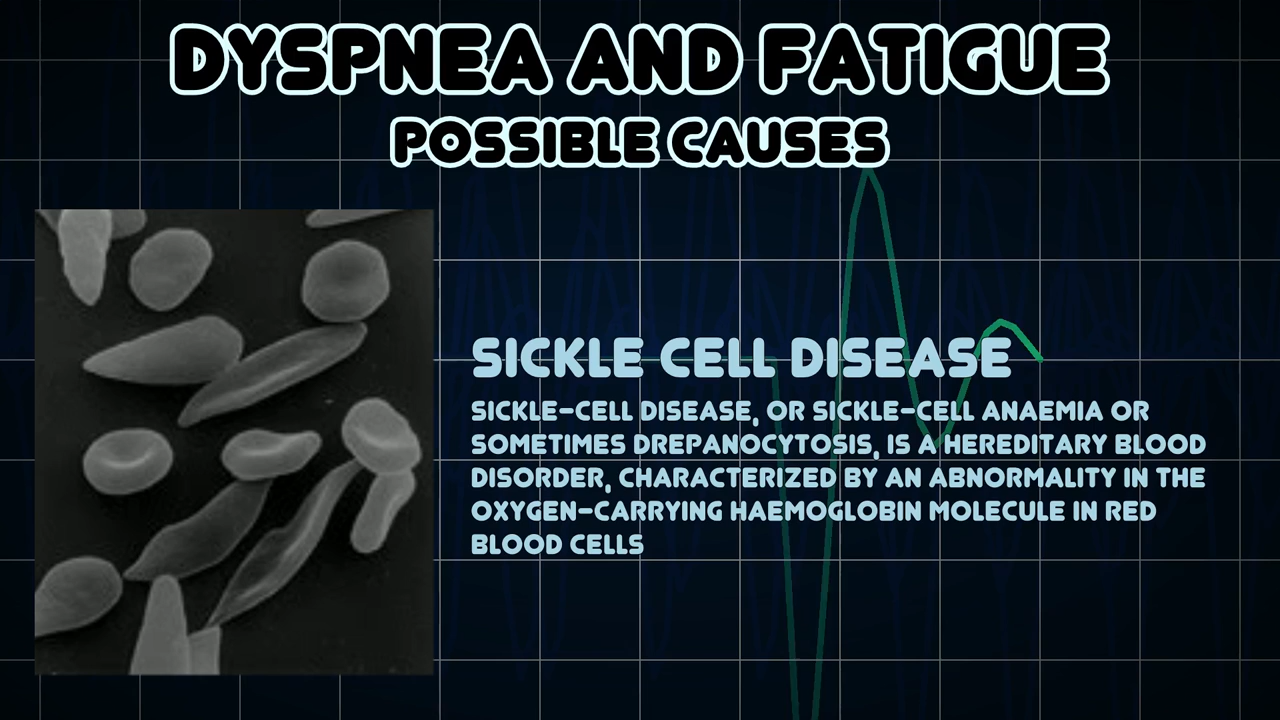 DYSPNEA AND FATIGUE
POSSIBLE CAUSES
SICKLE CELL DISEASE
SICKLE-CELL DISEASE, OR SICKLE-CELL ANAEMIA OR
SOMETIMES DREPANOCYTOSIS, IS A HEREDITARY BLOOD
DISORDER, CHARACTERIZED BY AN ABNORMALITY IN THE
OXYGEN-CARRYING HAEMOGLOBIN MOLECULE IN RED
BLOOD CELLS